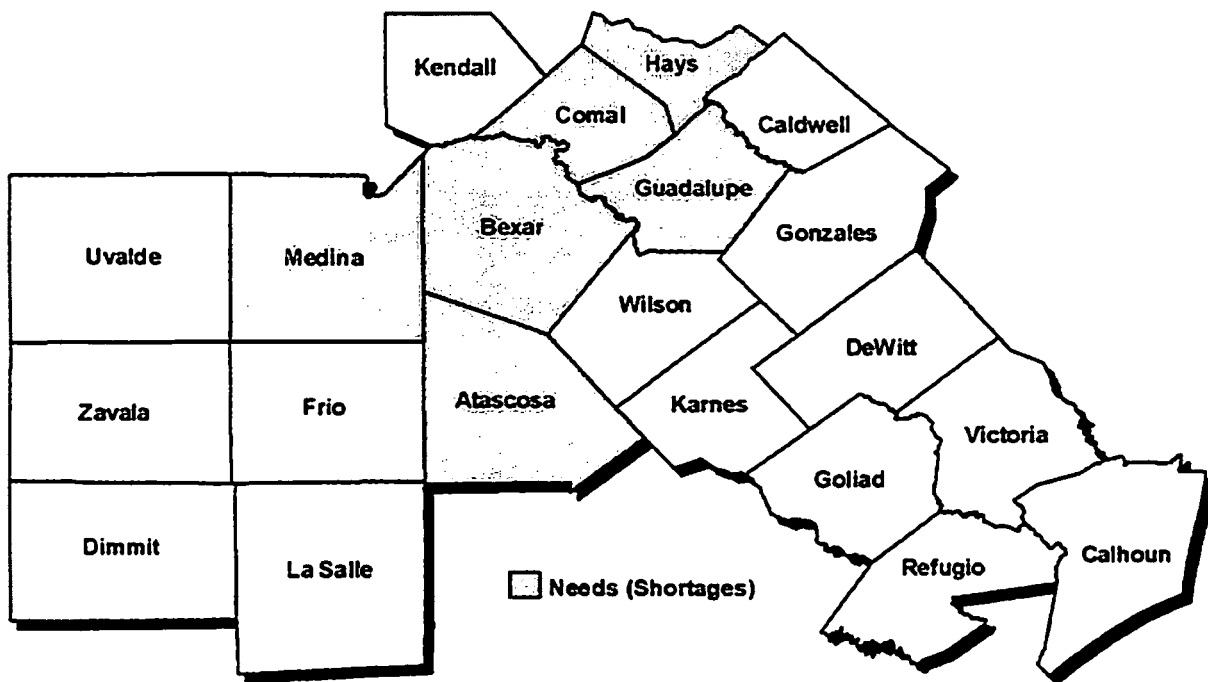 Kendall
Hays
Comal
Caldwell
Guadalupe
Bexar
Gonzales
Uvalde
Medina
Wilson
DeWitt
Zavala
Frio
Atascosa
Karnes
Victoria
Goliad
Dimmit
La Salle
Refugio
Calhoun
Needs (Shortages)